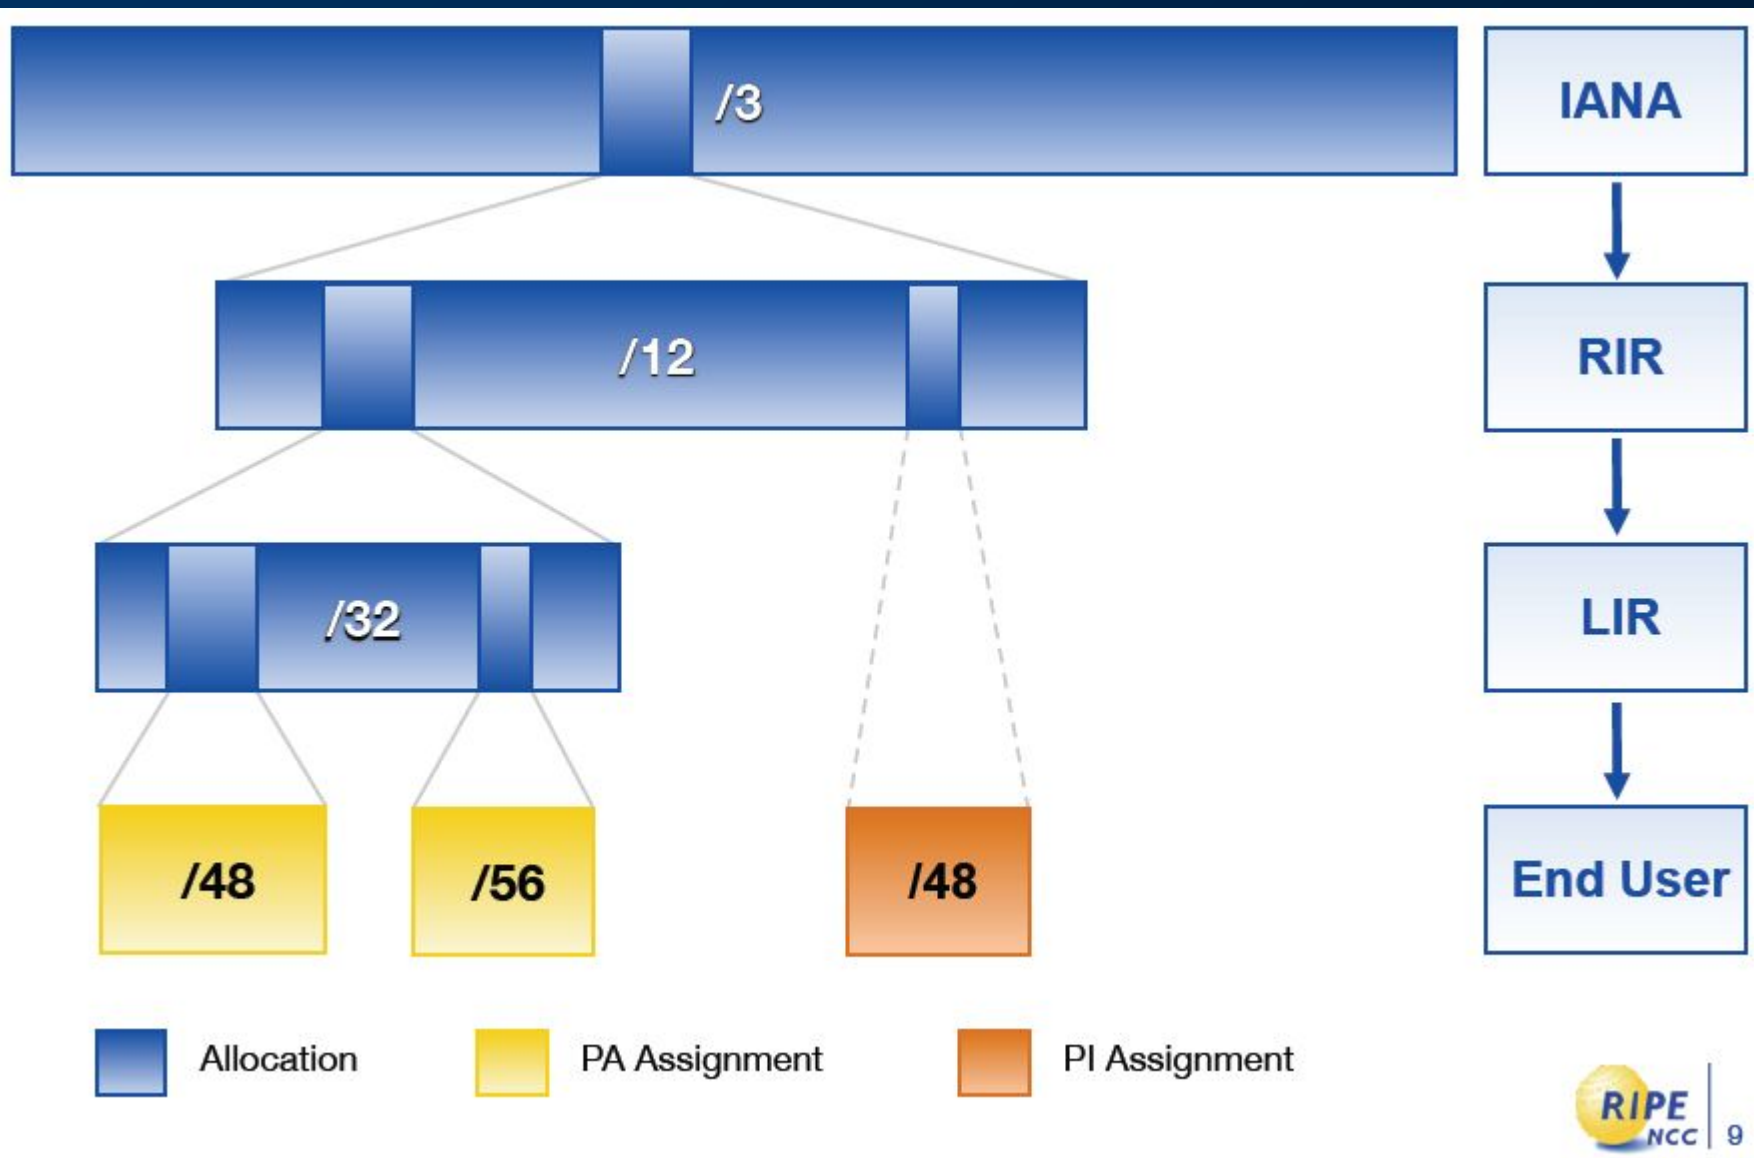 /3
IANA
/12
RIR
/32
LIR
/48
/56
/48
End User
Allocation
PA Assignment
PI Assignment
RIPE
NCC
9